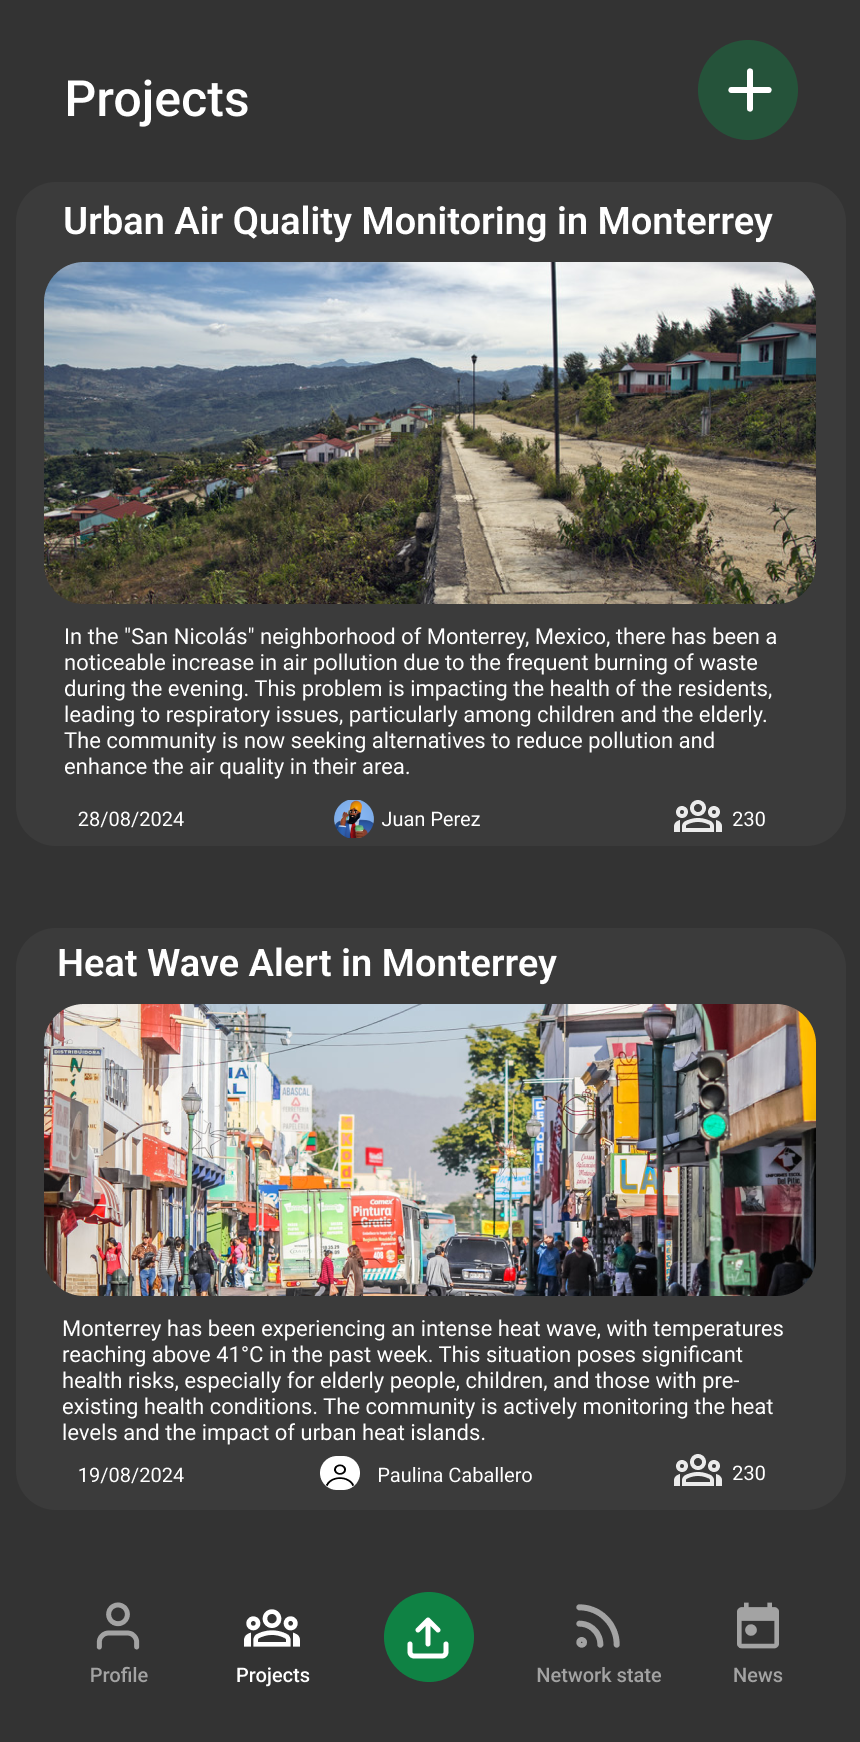 Projects
Urban Air Quality Monitoring in Monterrey
In the "San Nicolás" neighborhood of Monterrey, Mexico, there has been a
noticeable increase in air pollution due to the frequent burning of waste
during the evening. This problem is impacting the health of the residents,
leading to respiratory issues, particularly among children and the elderly.
The community is now seeking alternatives to reduce pollution and
enhance the air quality in their area.
28/08/2024 Juan Perez 230
Heat Wave Alert in Monterrey
DISTRIBUIDORA
ABASCAL
Comex
Pintura
Gratis
LA
Monterrey has been experiencing an intense heat wave, with temperatures
reaching above 41°C in the past week. This situation poses significant
health risks, especially for elderly people, children, and those with pre-
existing health conditions. The community is actively monitoring the heat
levels and the impact of urban heat islands.
19/08/2024 Paulina Caballero 230
Profile Projects Network state News